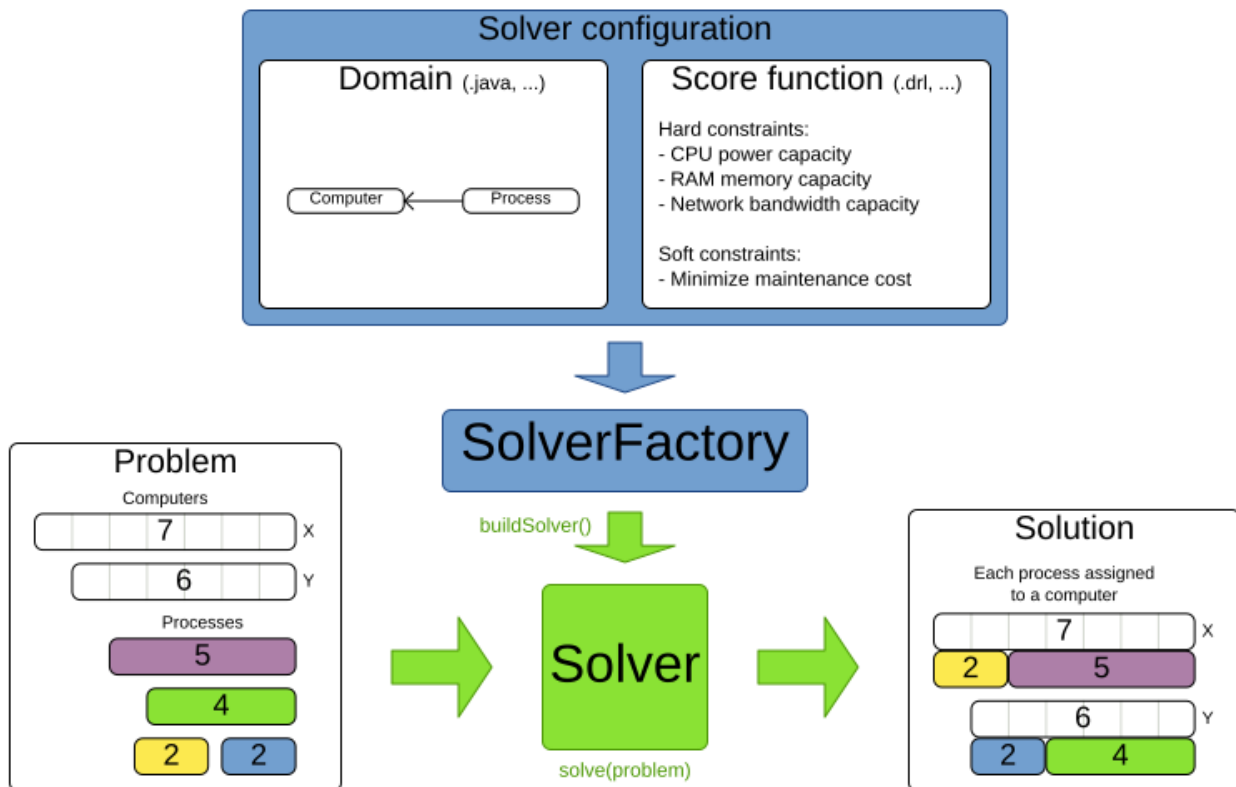 Solver configuration
Domain (.java, ...)
Computer
Process
Score function (.drl, ...)
Hard constraints:
- CPU power capacity
- RAM memory capacity
- Network bandwidth capacity
Soft constraints:
- Minimize maintenance cost
SolverFactory
buildSolver()
Problem
Computers
7 X
6 Y
Processes
5
4
2 2
Solver
solve(problem)
Solution
Each process assigned
to a computer
7 X
2 5
6 Y
2 4